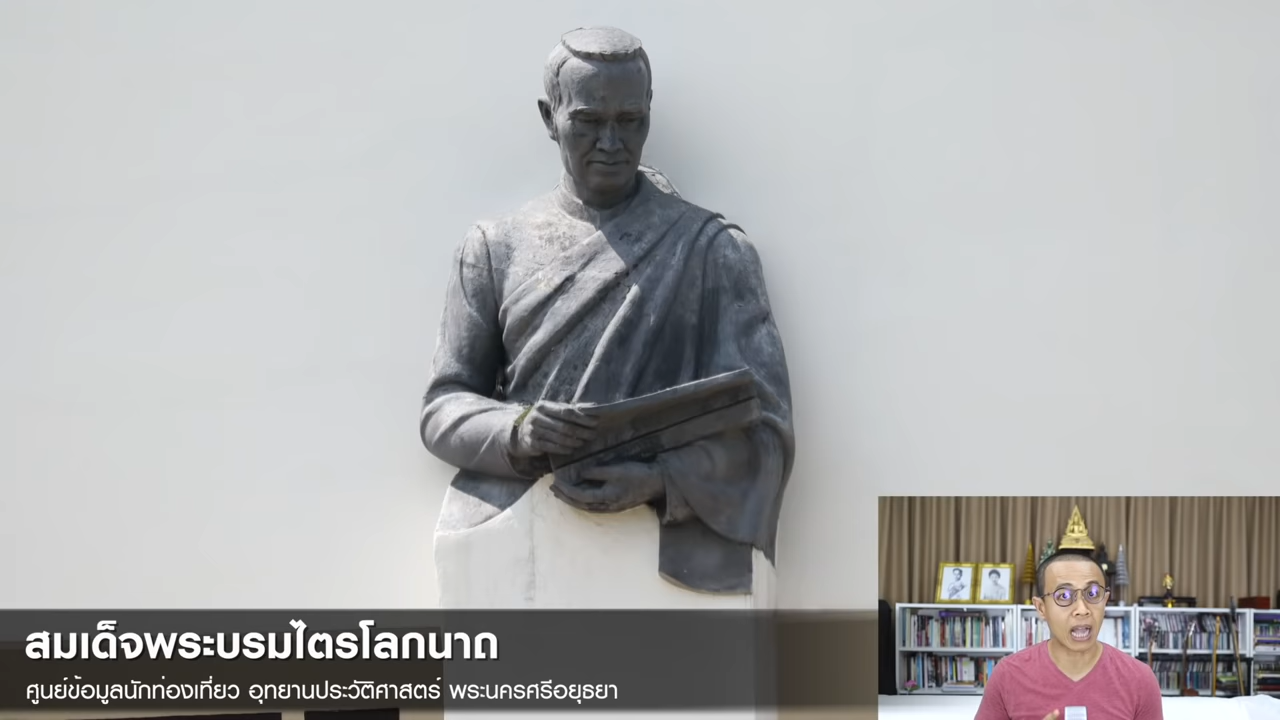 สมเด็จพระบรมไตรโลกนาถ
ศูนย์ข้อมูลนักท่องเที่ยว อุทยานประวัติศาสตร์ พระนครศรีอยุธยา